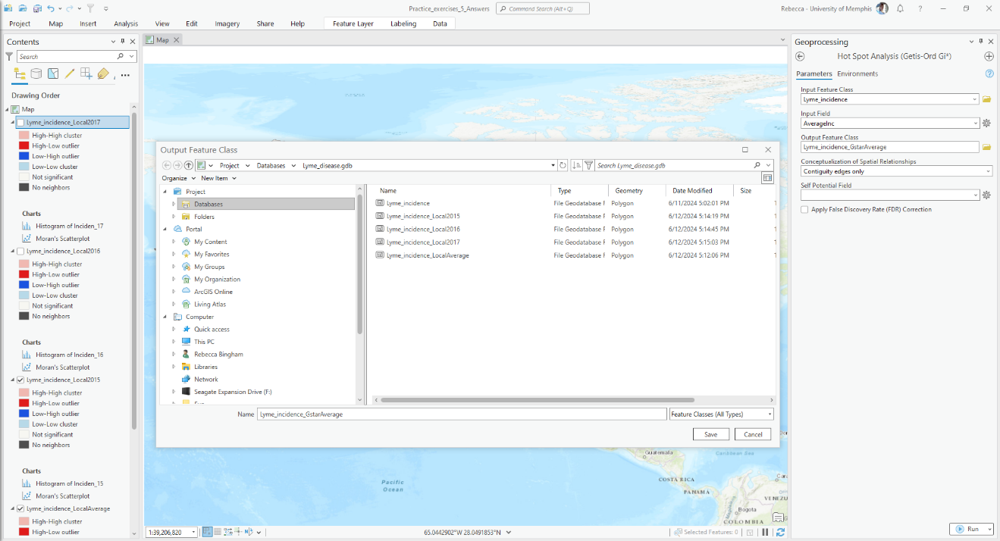 Practice_exercises_5_Answers
Command Search (Alt+Q)
Rebecca - University of Memphis
?
Project Map Insert Analysis View Edit Imagery Share Help Feature Layer Labeling Data
Contents
Search
Drawing Order
Map
Lyme_incidence_Local2017
High-High cluster
High-Low outlier
Low-High outlier
Low-Low cluster
Not significant
No neighbors
Charts
Histogram of Inciden_17
Moran's Scatterplot
Lyme_incidence_Local2016
High-High cluster
High-Low outlier
Low-High outlier
Low-Low cluster
Not significant
No neighbors
Charts
Histogram of Inciden_16
Moran's Scatterplot
Lyme_incidence_Local2015
High-High cluster
High-Low outlier
Low-High outlier
Low-Low cluster
Not significant
No neighbors
Charts
Histogram of Inciden_15
Moran's Scatterplot
Lyme_incidence_LocalAverage
High-High cluster
High-Low outlier
Map
Output Feature Class
Project Databases Lyme_disease.gdb
Search Lyme_disease.gdb
Organize New Item
Project
Databases
Folders
Portal
My Content
My Favorites
My Groups
My Organization
ArcGIS Online
Living Atlas
Computer
Quick access
This PC
Rebecca Bingham
Libraries
Network
Seagate Expansion Drive (F:)
Name Type Geometry Date Modified Size
Lyme_incidence File Geodatabase F Polygon 6/11/2024 5:02:01 PM 1
Lyme_incidence_Local2015 File Geodatabase F Polygon 6/12/2024 5:14:19 PM 1
Lyme_incidence_Local2016 File Geodatabase F Polygon 6/12/2024 5:14:45 PM 1
Lyme_incidence_Local2017 File Geodatabase F Polygon 6/12/2024 5:15:03 PM 1
Lyme_incidence_LocalAverage File Geodatabase F Polygon 6/12/2024 5:12:06 PM 1
Name Lyme_incidence_GstarAverage Feature Classes (All Types)
Save Cancel
Guatemala
Caribbean Sea
COSTA RICA
PANAMA
Pacific
Ocean
Bogota
COLOMBIA
1:39,206,820
65.0442902°W 28.0491853°N
Selected Features: 0
Geoprocessing
Hot Spot Analysis (Getis-Ord Gi*)
Parameters Environments
Input Feature Class
Lyme_incidence
Input Field
AverageInc
Output Feature Class
Lyme_incidence_GstarAverage
Conceptualization of Spatial Relationships
Contiguity edges only
Self Potential Field
Apply False Discovery Rate (FDR) Correction
Run